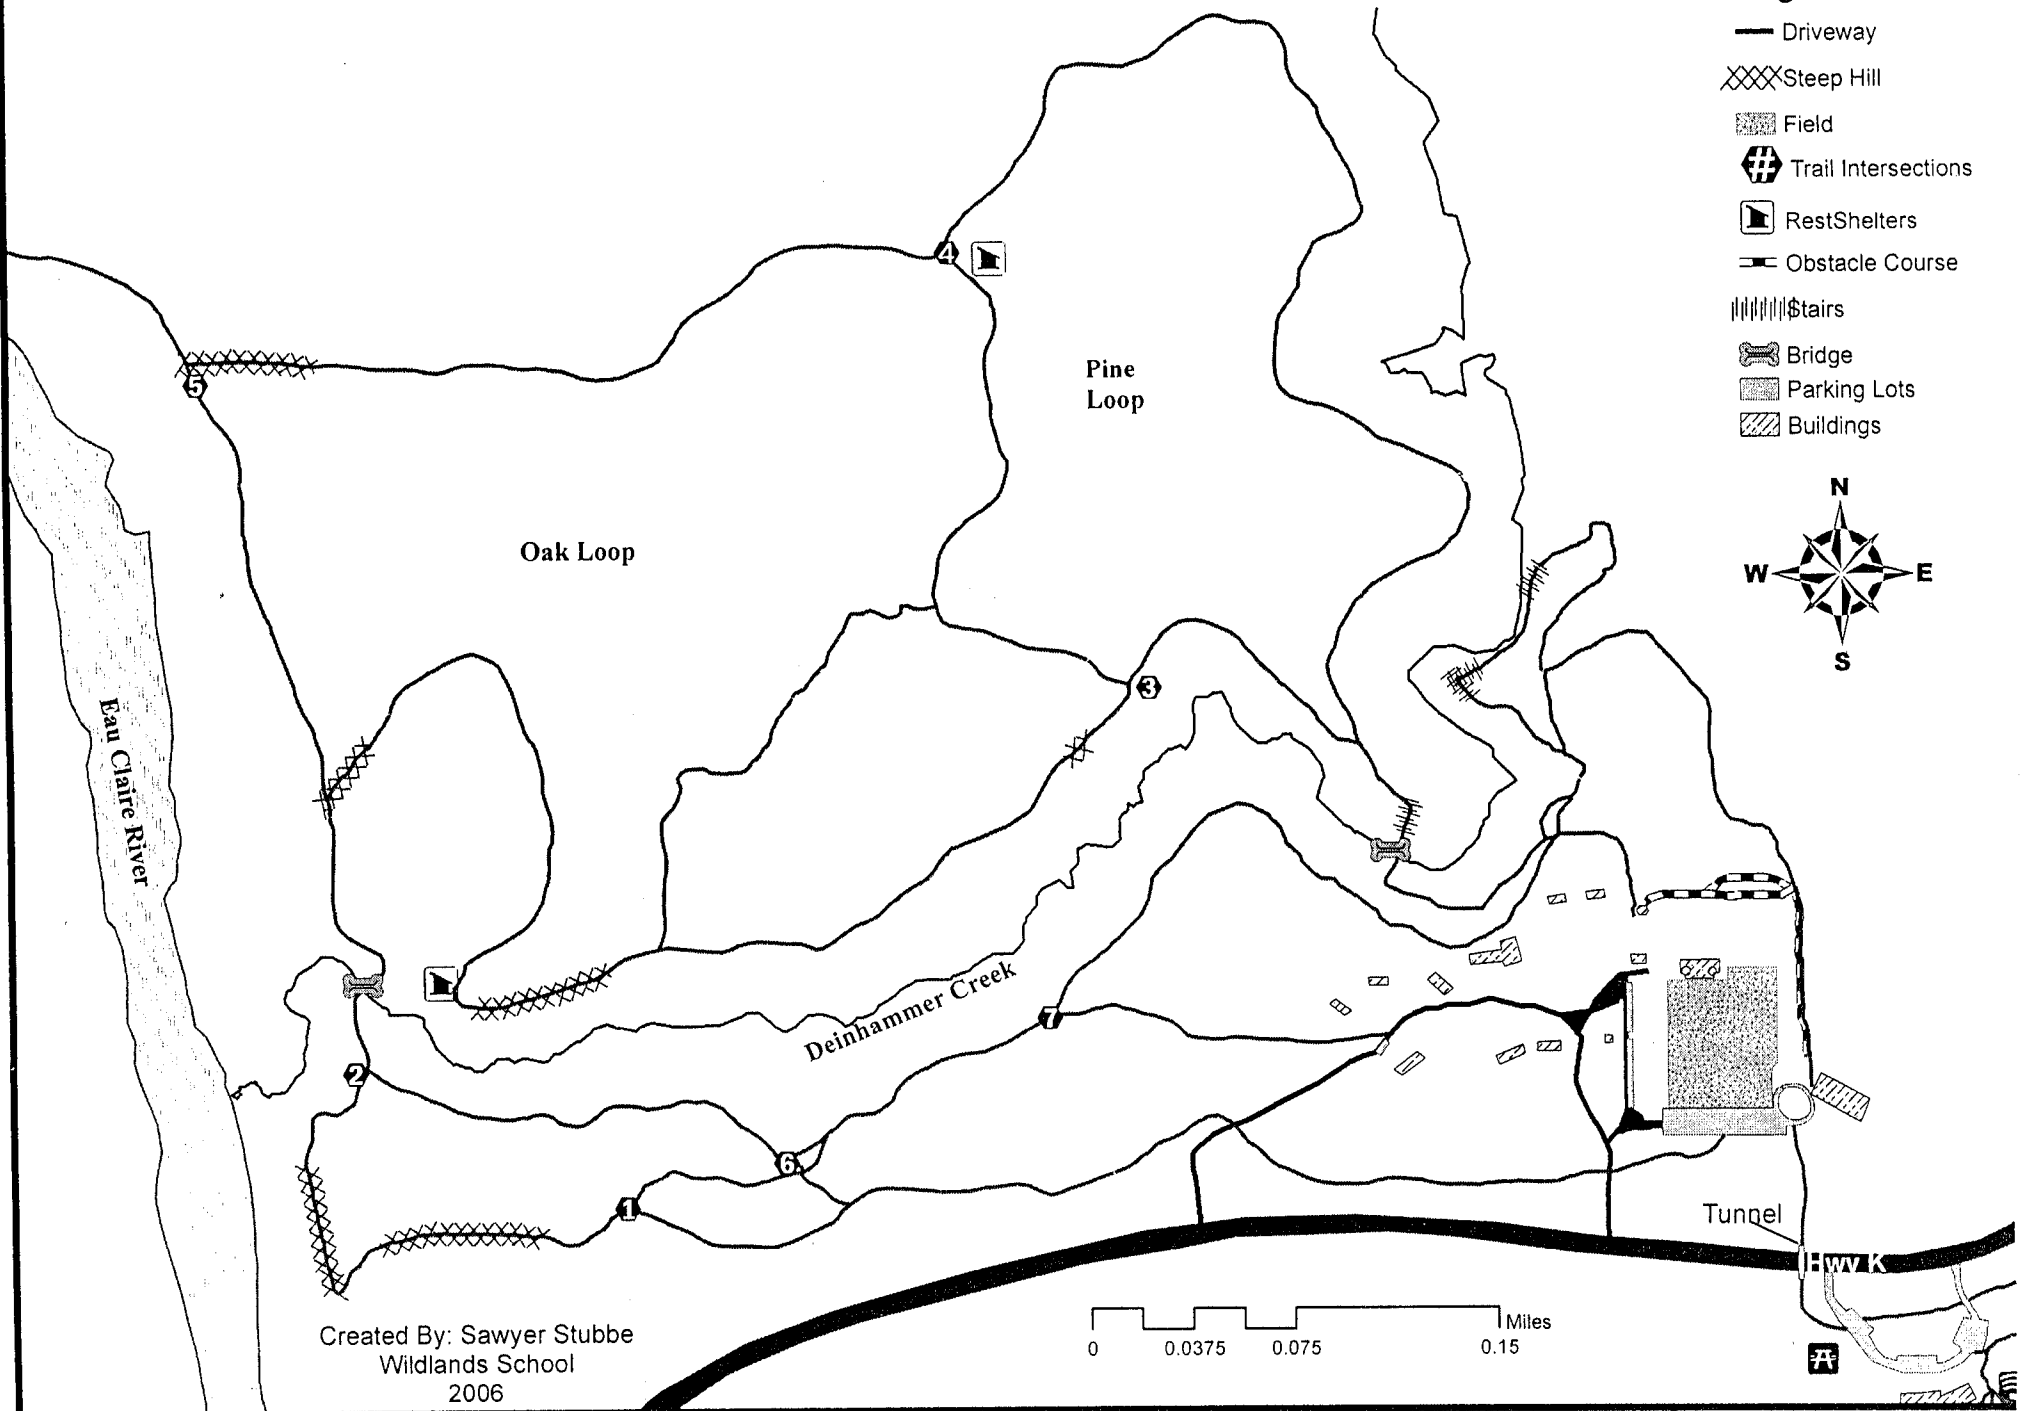 Driveway
Steep Hill
Field
# Trail Intersections
RestShelters
Obstacle Course
Stairs
Bridge
Parking Lots
Buildings
N
W
E
S
4
5
Pine
Loop
Oak Loop
3
Eau Claire River
Deinhammer Creek
7
2
6
1
Tunnel
Hwy K
Miles
0
0.0375
0.075
0.15
Created By: Sawyer Stubbe
Wildlands School
2006